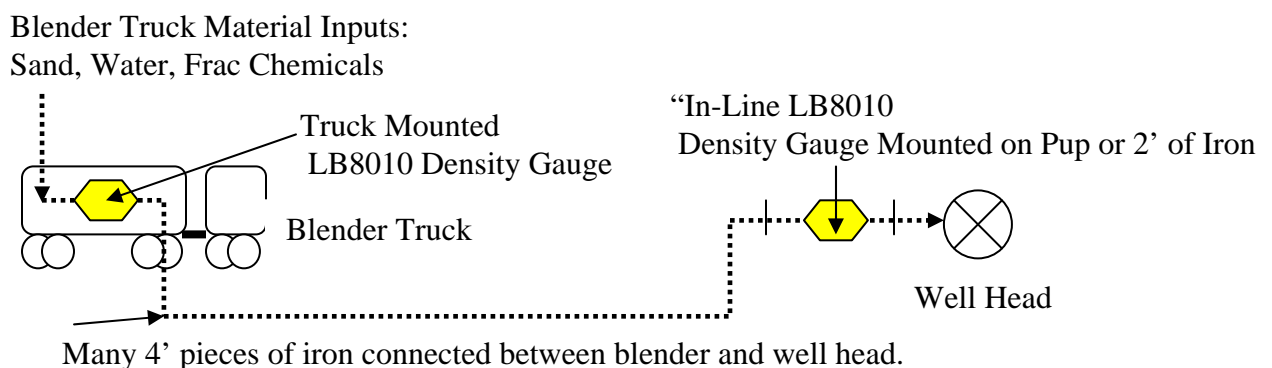 Blender Truck Material Inputs:
Sand, Water, Frac Chemicals
Truck Mounted
LB8010 Density Gauge
“In-Line LB8010
Density Gauge Mounted on Pup or 2’ of Iron
Blender Truck
Well Head
Many 4’ pieces of iron connected between blender and well head.